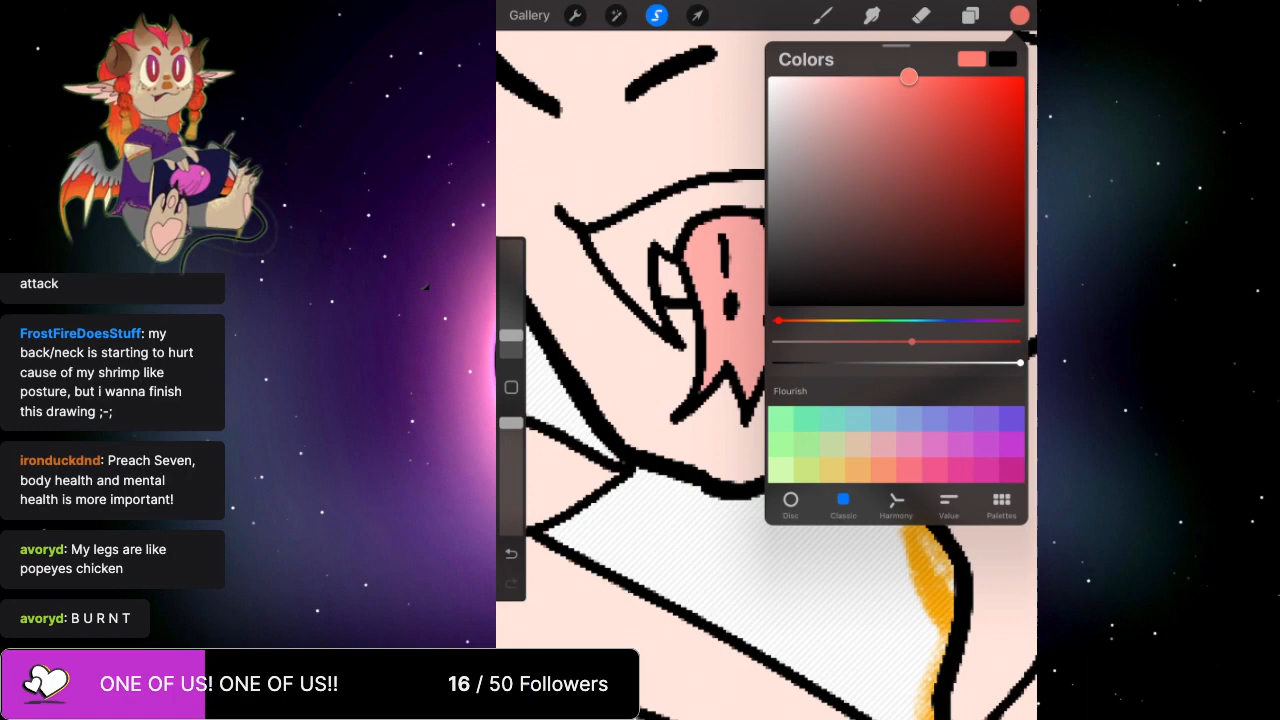 Gallery
Colors
attack
FrostFireDoesStuff: my
back/neck is starting to hurt
cause of my shrimp like
posture, but i wanna finish
this drawing ;-;
ironduckdnd: Preach Seven,
body health and mental
health is more important!
avoryd: My legs are like
popeyes chicken
avoryd: B U R N T
Flourish
Disc
Classic
Harmony
Value
Palettes
ONE OF US! ONE OF US!!
16 / 50 Followers